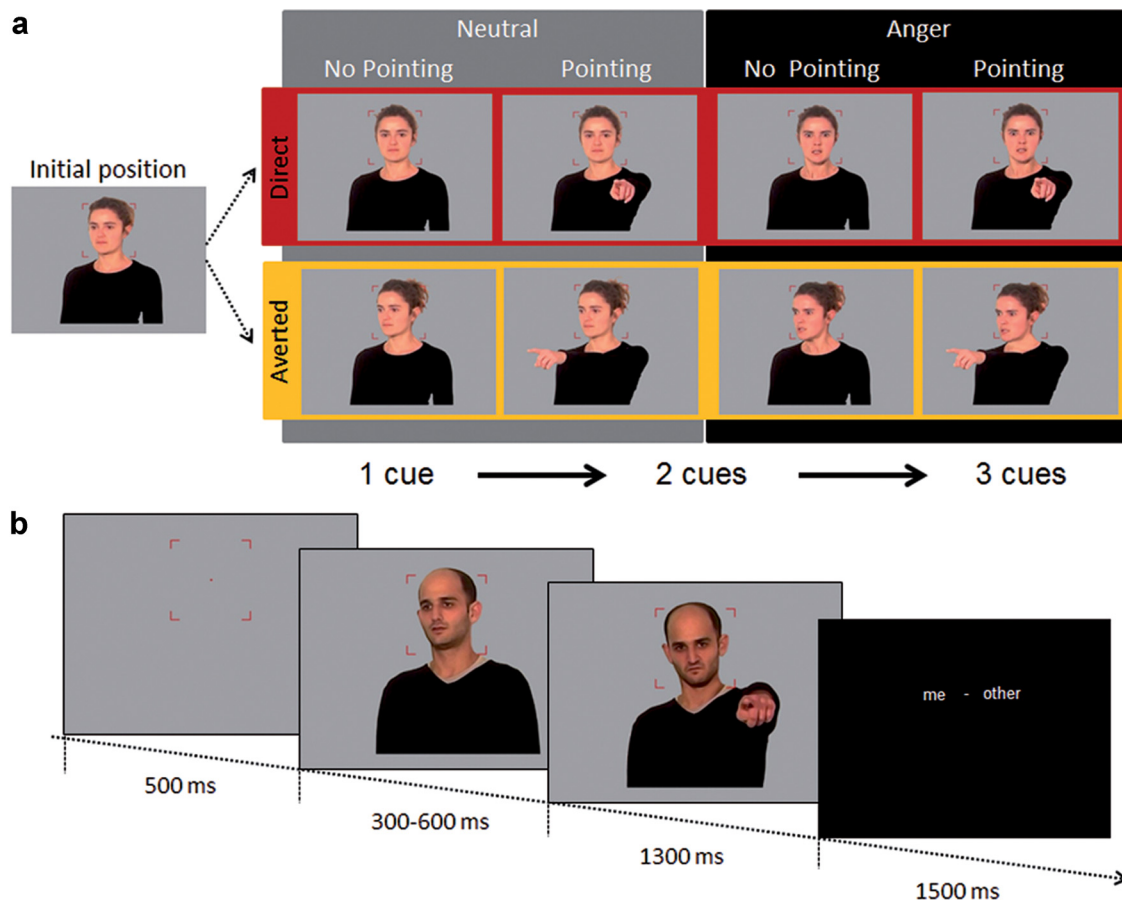 a
Neutral
Anger
No Pointing
Pointing
No Pointing
Pointing
Initial position
Direct
Averted
1 cue
2 cues
3 cues
b
me - other
500 ms
300-600 ms
1300 ms
1500 ms